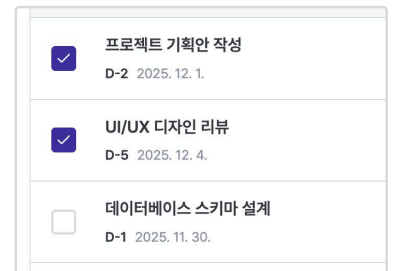 프로젝트 기획안 작성
D-2 2025. 12. 1.
UI/UX 디자인 리뷰
D-5 2025. 12. 4.
데이터베이스 스키마 설계
D-1 2025. 11. 30.